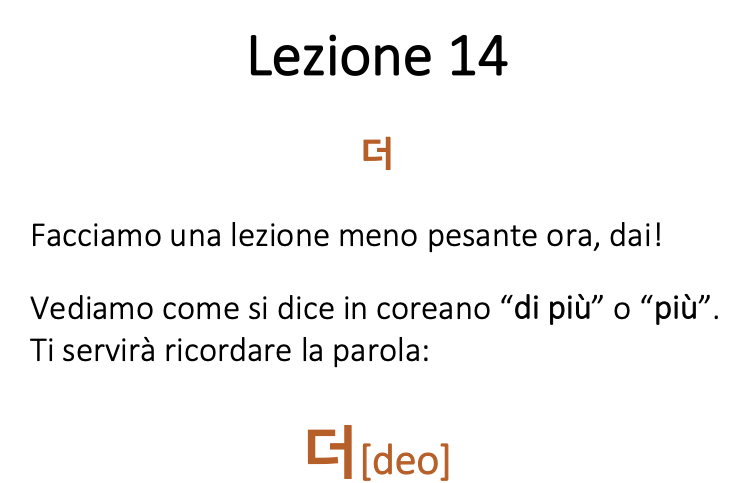 Lezione 14
더
Facciamo una lezione meno pesante ora, dai!
Vediamo come si dice in coreano “di più” o “più”.
Ti servirà ricordare la parola:
더[deo]